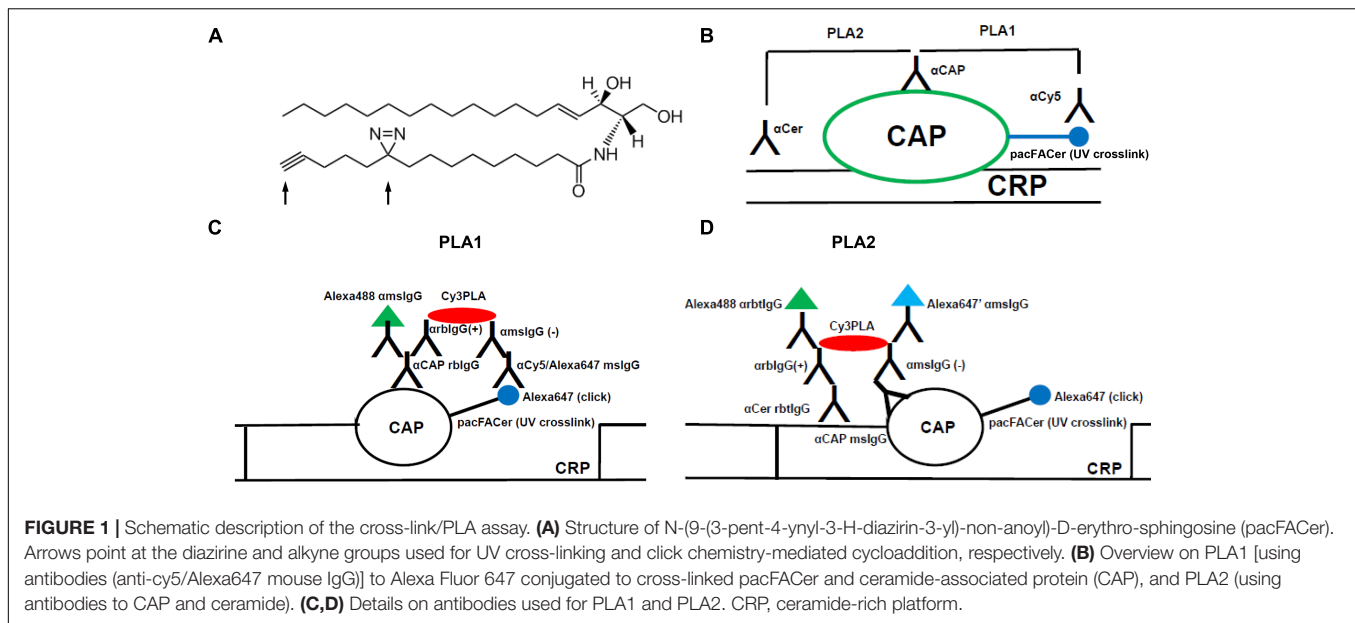 A
H
OH
OH
N=N
H
NH
O
B
PLA2
PLA1
αCAP
αCy5
αCer
CAP
pacFACer (UV crosslink)
CRP
C
PLA1
Alexa488 αmsIgG
Cy3PLA
αrbIgG(+)
αmsIgG (-)
αCAP rbIgG
αCy5/Alexa647 msIgG
Alexa647 (click)
CAP
pacFACer (UV crosslink)
CRP
D
PLA2
Alexa488 αrbtIgG
Alexa647' αmsIgG
Cy3PLA
αrbIgG(+)
αmsIgG (-)
αCer rbtIgG
Alexa647 (click)
CAP
αCAP msIgG
pacFACer (UV crosslink)
CRP
FIGURE 1 | Schematic description of the cross-link/PLA assay. (A) Structure of N-(9-(3-pent-4-ynyl-3-H-diazirin-3-yl)-non-anoyl)-D-erythro-sphingosine (pacFACer).
Arrows point at the diazirine and alkyne groups used for UV cross-linking and click chemistry-mediated cycloaddition, respectively. (B) Overview on PLA1 [using
antibodies (anti-cy5/Alexa647 mouse IgG)] to Alexa Fluor 647 conjugated to cross-linked pacFACer and ceramide-associated protein (CAP), and PLA2 (using
antibodies to CAP and ceramide). (C,D) Details on antibodies used for PLA1 and PLA2. CRP, ceramide-rich platform.